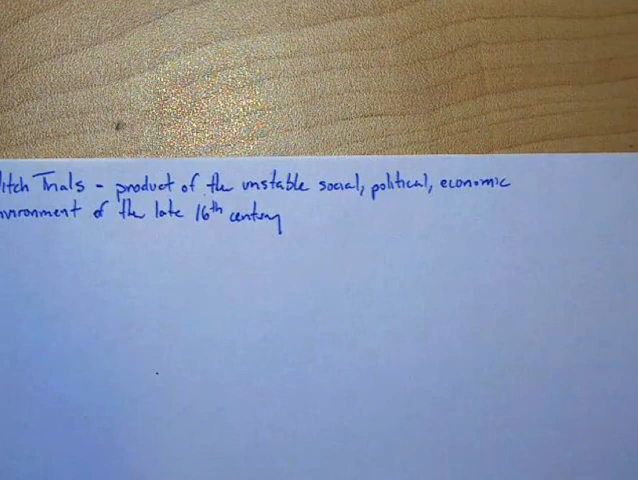 itch Trials - product of the unstable social, political, economic
nvironment of the late 16th century